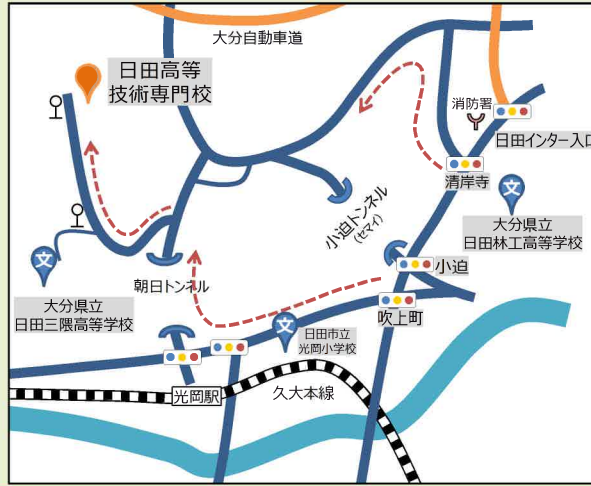 大分自動車道
日田高等
技術専門校
消防署
日田インター入口
清岸寺
文
大分県立
日田林工高等学校
小迫トンネル
(セマイ)
小迫
文
大分県立
日田三隈高等学校
朝日トンネル
吹上町
文
日田市立
光岡小学校
光岡駅
久大本線